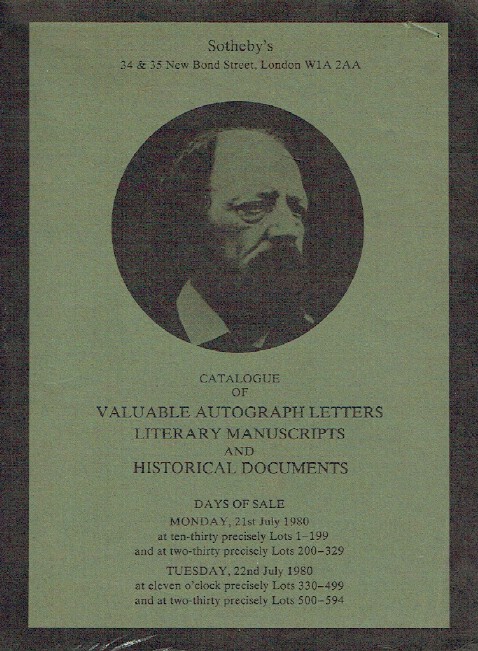 Sotheby's
34 & 35 New Bond Street, London W1A 2AA
CATALOGUE
OF
VALUABLE AUTOGRAPH LETTERS
LITERARY MANUSCRIPTS
AND
HISTORICAL DOCUMENTS
DAYS OF SALE
MONDAY, 21st July 1980
at ten-thirty precisely Lots 1–199
and at two-thirty precisely Lots 200–329
TUESDAY, 22nd July 1980
at eleven o'clock precisely Lots 330–499
and at two-thirty precisely Lots 500–594